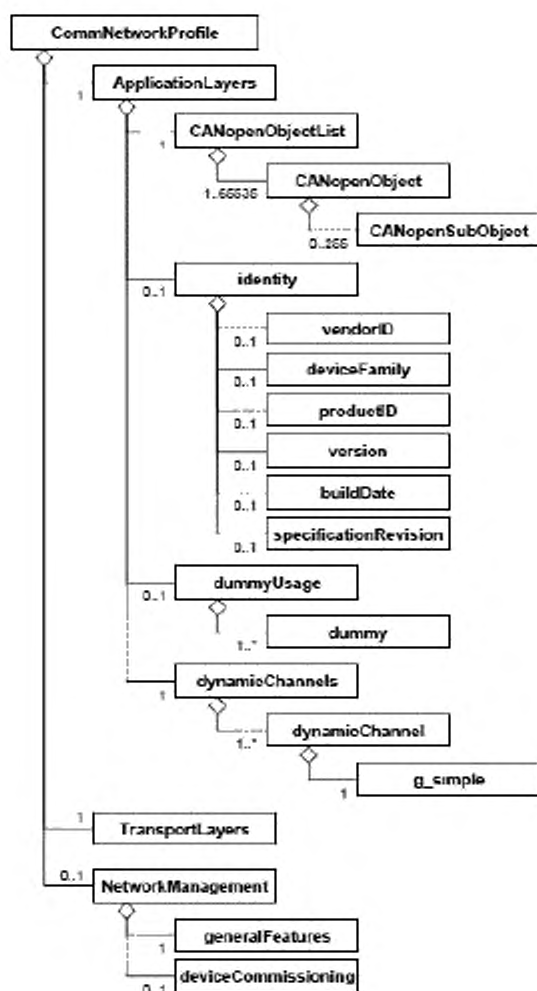 CommNetworkProfile
1
ApplicationLayers
1
CANopenObjectList
1..65535
CANopenObject
0..255
CANopenSubObject
0..1
identity
0..1
vendorID
0..1
deviceFamily
0..1
productID
0..1
version
0..1
buildDate
0..1
specificationRevision
0..1
dummyUsage
1..*
dummy
1
dynamicChannels
1..*
dynamicChannel
1
g_simple
1
TransportLayers
0..1
NetworkManagement
1
generalFeatures
0..1
deviceCommissioning